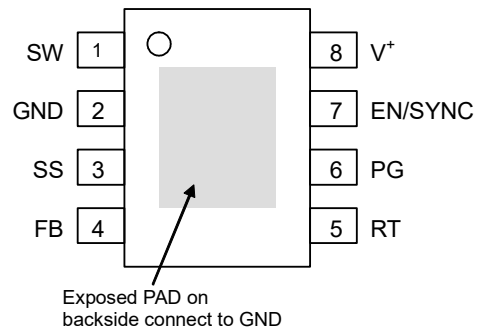 SW 1 8 V⁺
GND 2 7 EN/SYNC
SS 3 6 PG
FB 4 5 RT
Exposed PAD on
backside connect to GND